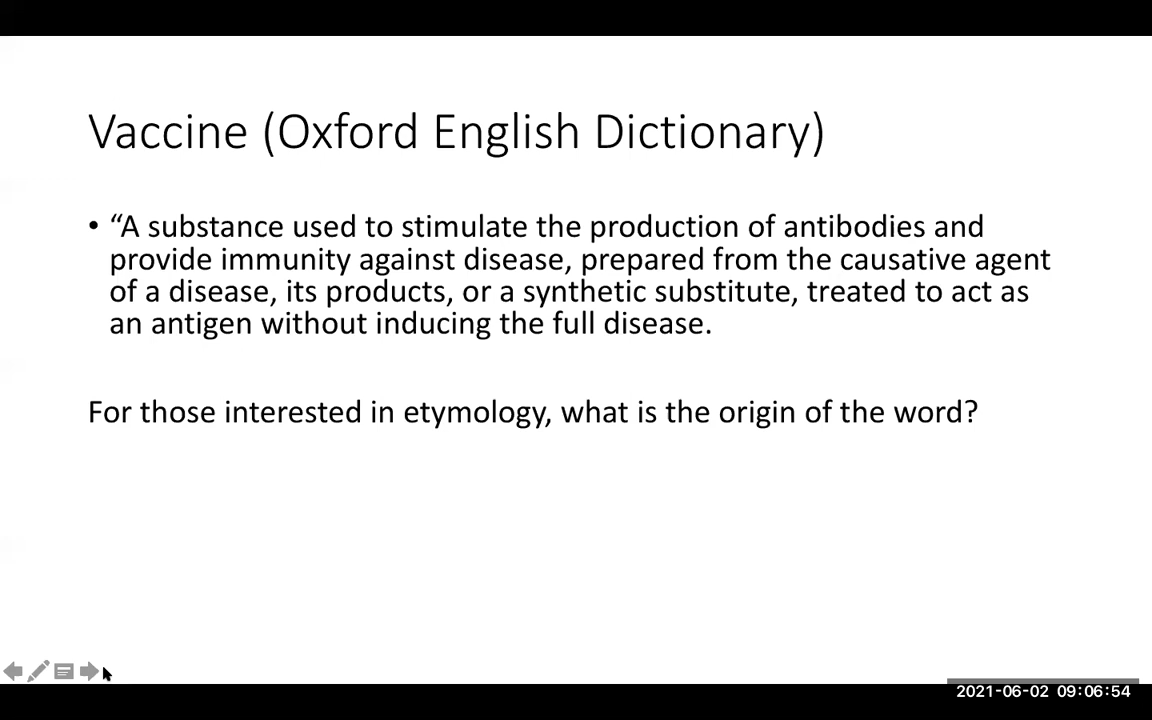 Vaccine (Oxford English Dictionary)
• “A substance used to stimulate the production of antibodies and
provide immunity against disease, prepared from the causative agent
of a disease, its products, or a synthetic substitute, treated to act as
an antigen without inducing the full disease.
For those interested in etymology, what is the origin of the word?
2021-06-02 09:06:54